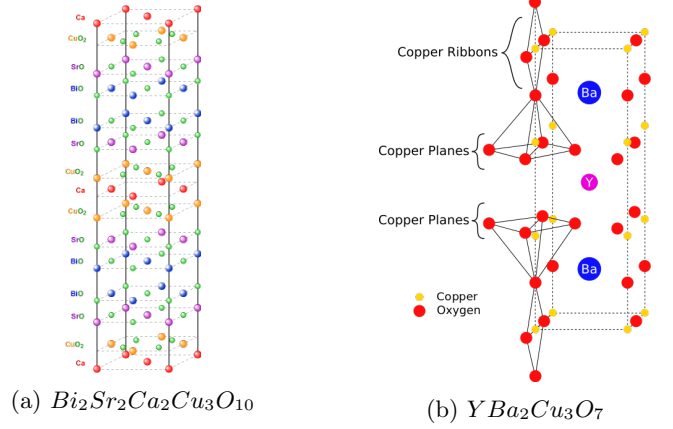 Ca
CuO₂
SrO
BiO
BiO
SrO
CuO₂
Ca
CuO₂
SrO
BiO
BiO
SrO
CuO₂
Ca
(a) Bi₂Sr₂Ca₂Cu₃O₁₀
Copper Ribbons
Ba
Copper Planes
Y
Copper Planes
Ba
Copper
Oxygen
(b) Y Ba₂Cu₃O₇